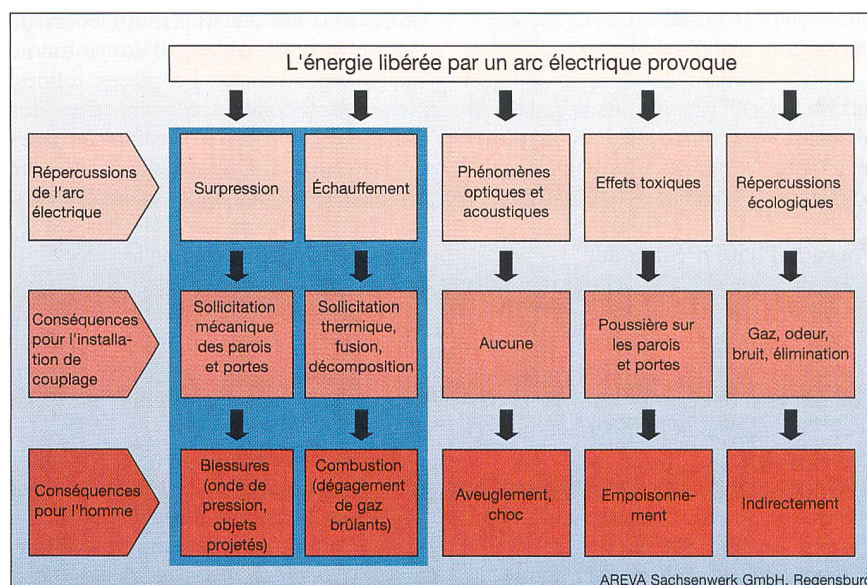 L'énergie libérée par un arc électrique provoque
Répercussions
de l'arc
électrique
Surpression
Échauffement
Phénomènes
optiques et
acoustiques
Effets toxiques
Répercussions
écologiques
Conséquences
pour l'installa-
tion de
couplage
Sollicitation
mécanique
des parois
et portes
Sollicitation
thermique,
fusion,
décomposition
Aucune
Poussière sur
les parois
et portes
Gaz, odeur,
bruit, élimination
Conséquences
pour l'homme
Blessures
(onde de
pression,
objets
projetés)
Combustion
(dégagement
de gaz
brûlants)
Aveuglement,
choc
Empoisonne-
ment
Indirectement
AREVA Sachsenwerk GmbH, Regensburg